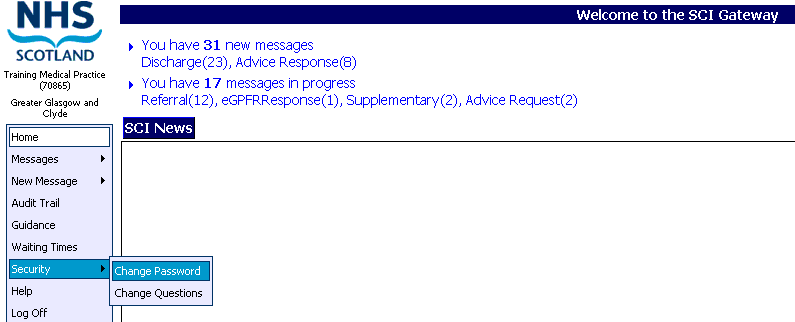 NHS
SCOTLAND
Training Medical Practice
(70865)
Greater Glasgow and
Clyde
Welcome to the SCI Gateway
You have 31 new messages
Discharge(23), Advice Response(8)
You have 17 messages in progress
Referral(12), eGPFRResponse(1), Supplementary(2), Advice Request(2)
SCI News
Home
Messages
New Message
Audit Trail
Guidance
Waiting Times
Security
Change Password
Change Questions
Help
Log Off